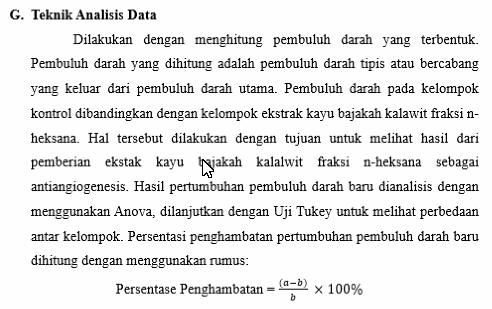 G. Teknik Analisis Data
Dilakukan dengan menghitung pembuluh darah yang terbentuk.
Pembuluh darah yang dihitung adalah pembuluh darah tipis atau bercabang
yang keluar dari pembuluh darah utama. Pembuluh darah pada kelompok
kontrol dibandingkan dengan kelompok ekstrak kayu bajakah kalawit fraksi n-
heksana. Hal tersebut dilakukan dengan tujuan untuk melihat hasil dari
pemberian ekstak kayu bajakah kalalwit fraksi n-heksana sebagai
antiangiogenesis. Hasil pertumbuhan pembuluh darah baru dianalisis dengan
menggunakan Anova, dilanjutkan dengan Uji Tukey untuk melihat perbedaan
antar kelompok. Persentasi penghambatan pertumbuhan pembuluh darah baru
dihitung dengan menggunakan rumus:
Persentase Penghambatan = (a−b)/b × 100%